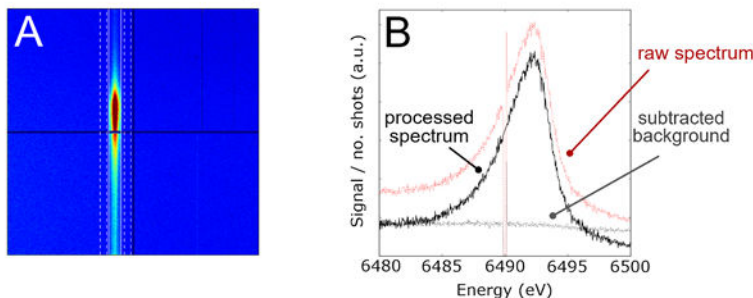 A
B
raw spectrum
processed
spectrum
subtracted
background
Signal / no. shots (a.u.)
6480 6485 6490 6495 6500
Energy (eV)